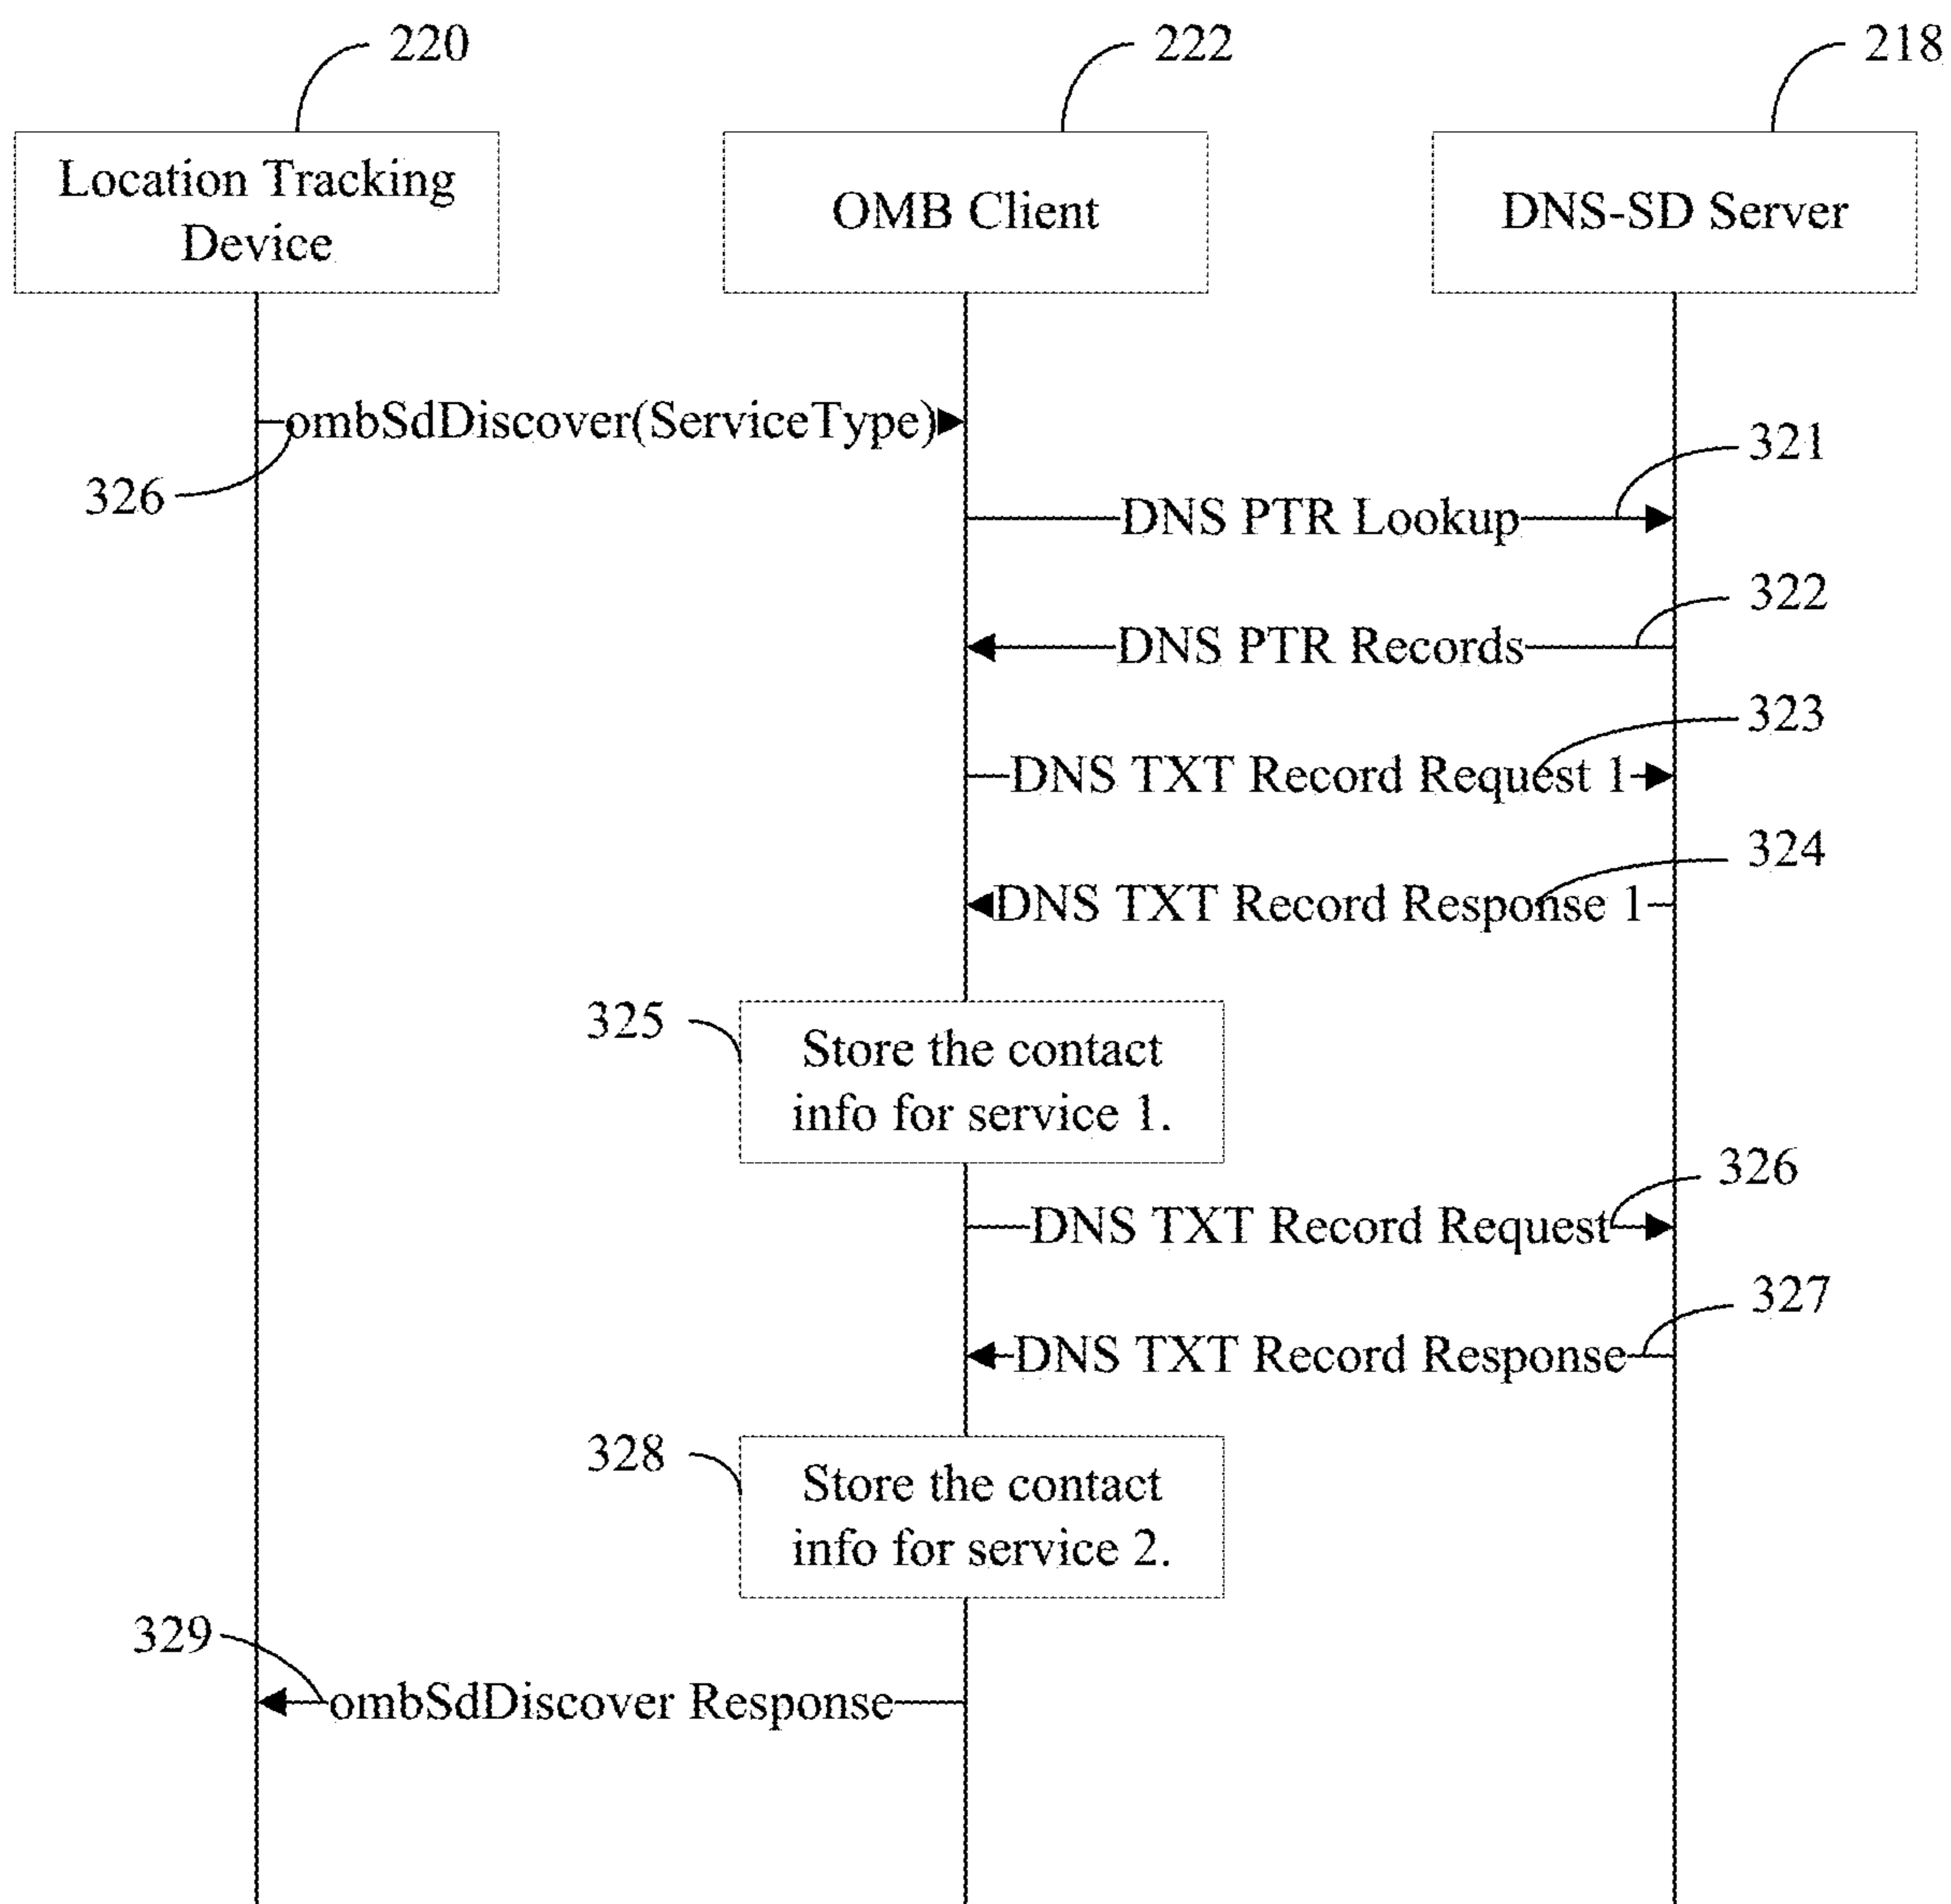 220
222
218
Location Tracking
Device
OMB Client
DNS-SD Server
ombSdDiscover(ServiceType)
326
321
DNS PTR Lookup
322
DNS PTR Records
323
DNS TXT Record Request 1
324
DNS TXT Record Response 1
325
Store the contact
info for service 1.
326
DNS TXT Record Request
327
DNS TXT Record Response
328
Store the contact
info for service 2.
329
ombSdDiscover Response